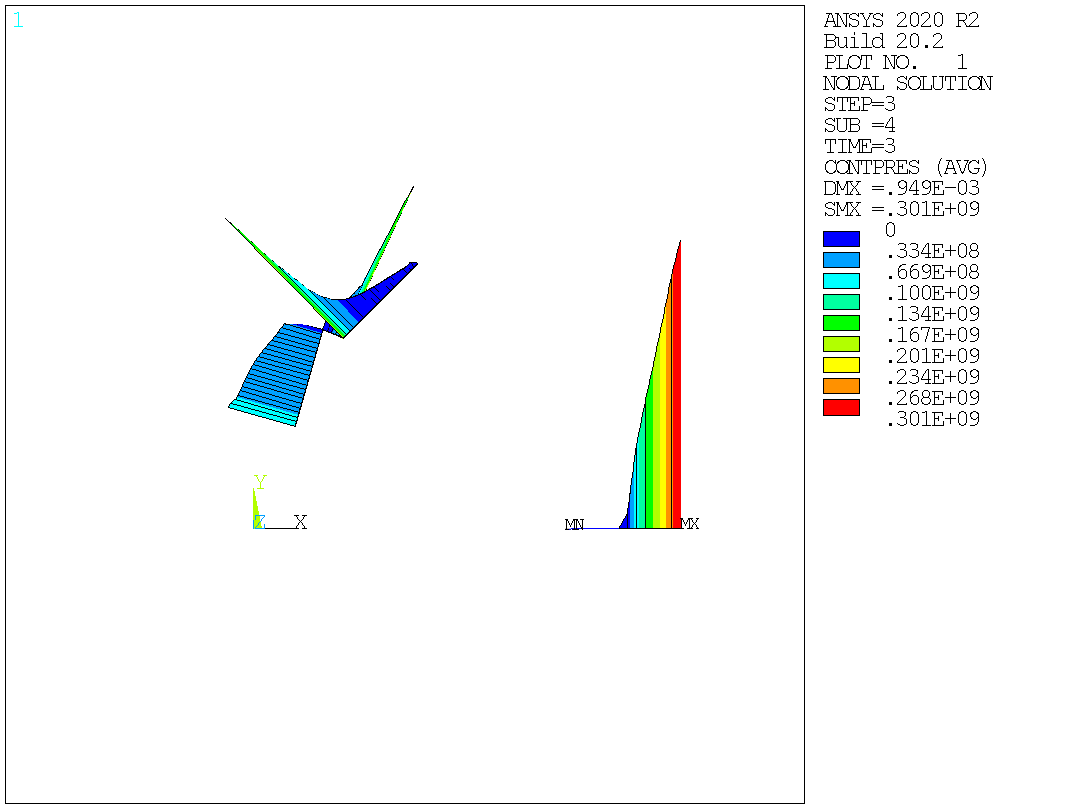 1
ANSYS 2020 R2
Build 20.2
PLOT NO. 1
NODAL SOLUTION
STEP=3
SUB =4
TIME=3
CONTPRES (AVG)
DMX =.949E-03
SMX =.301E+09
0
.334E+08
.669E+08
.100E+09
.134E+09
.167E+09
.201E+09
.234E+09
.268E+09
.301E+09
Y
Z X
MN MX